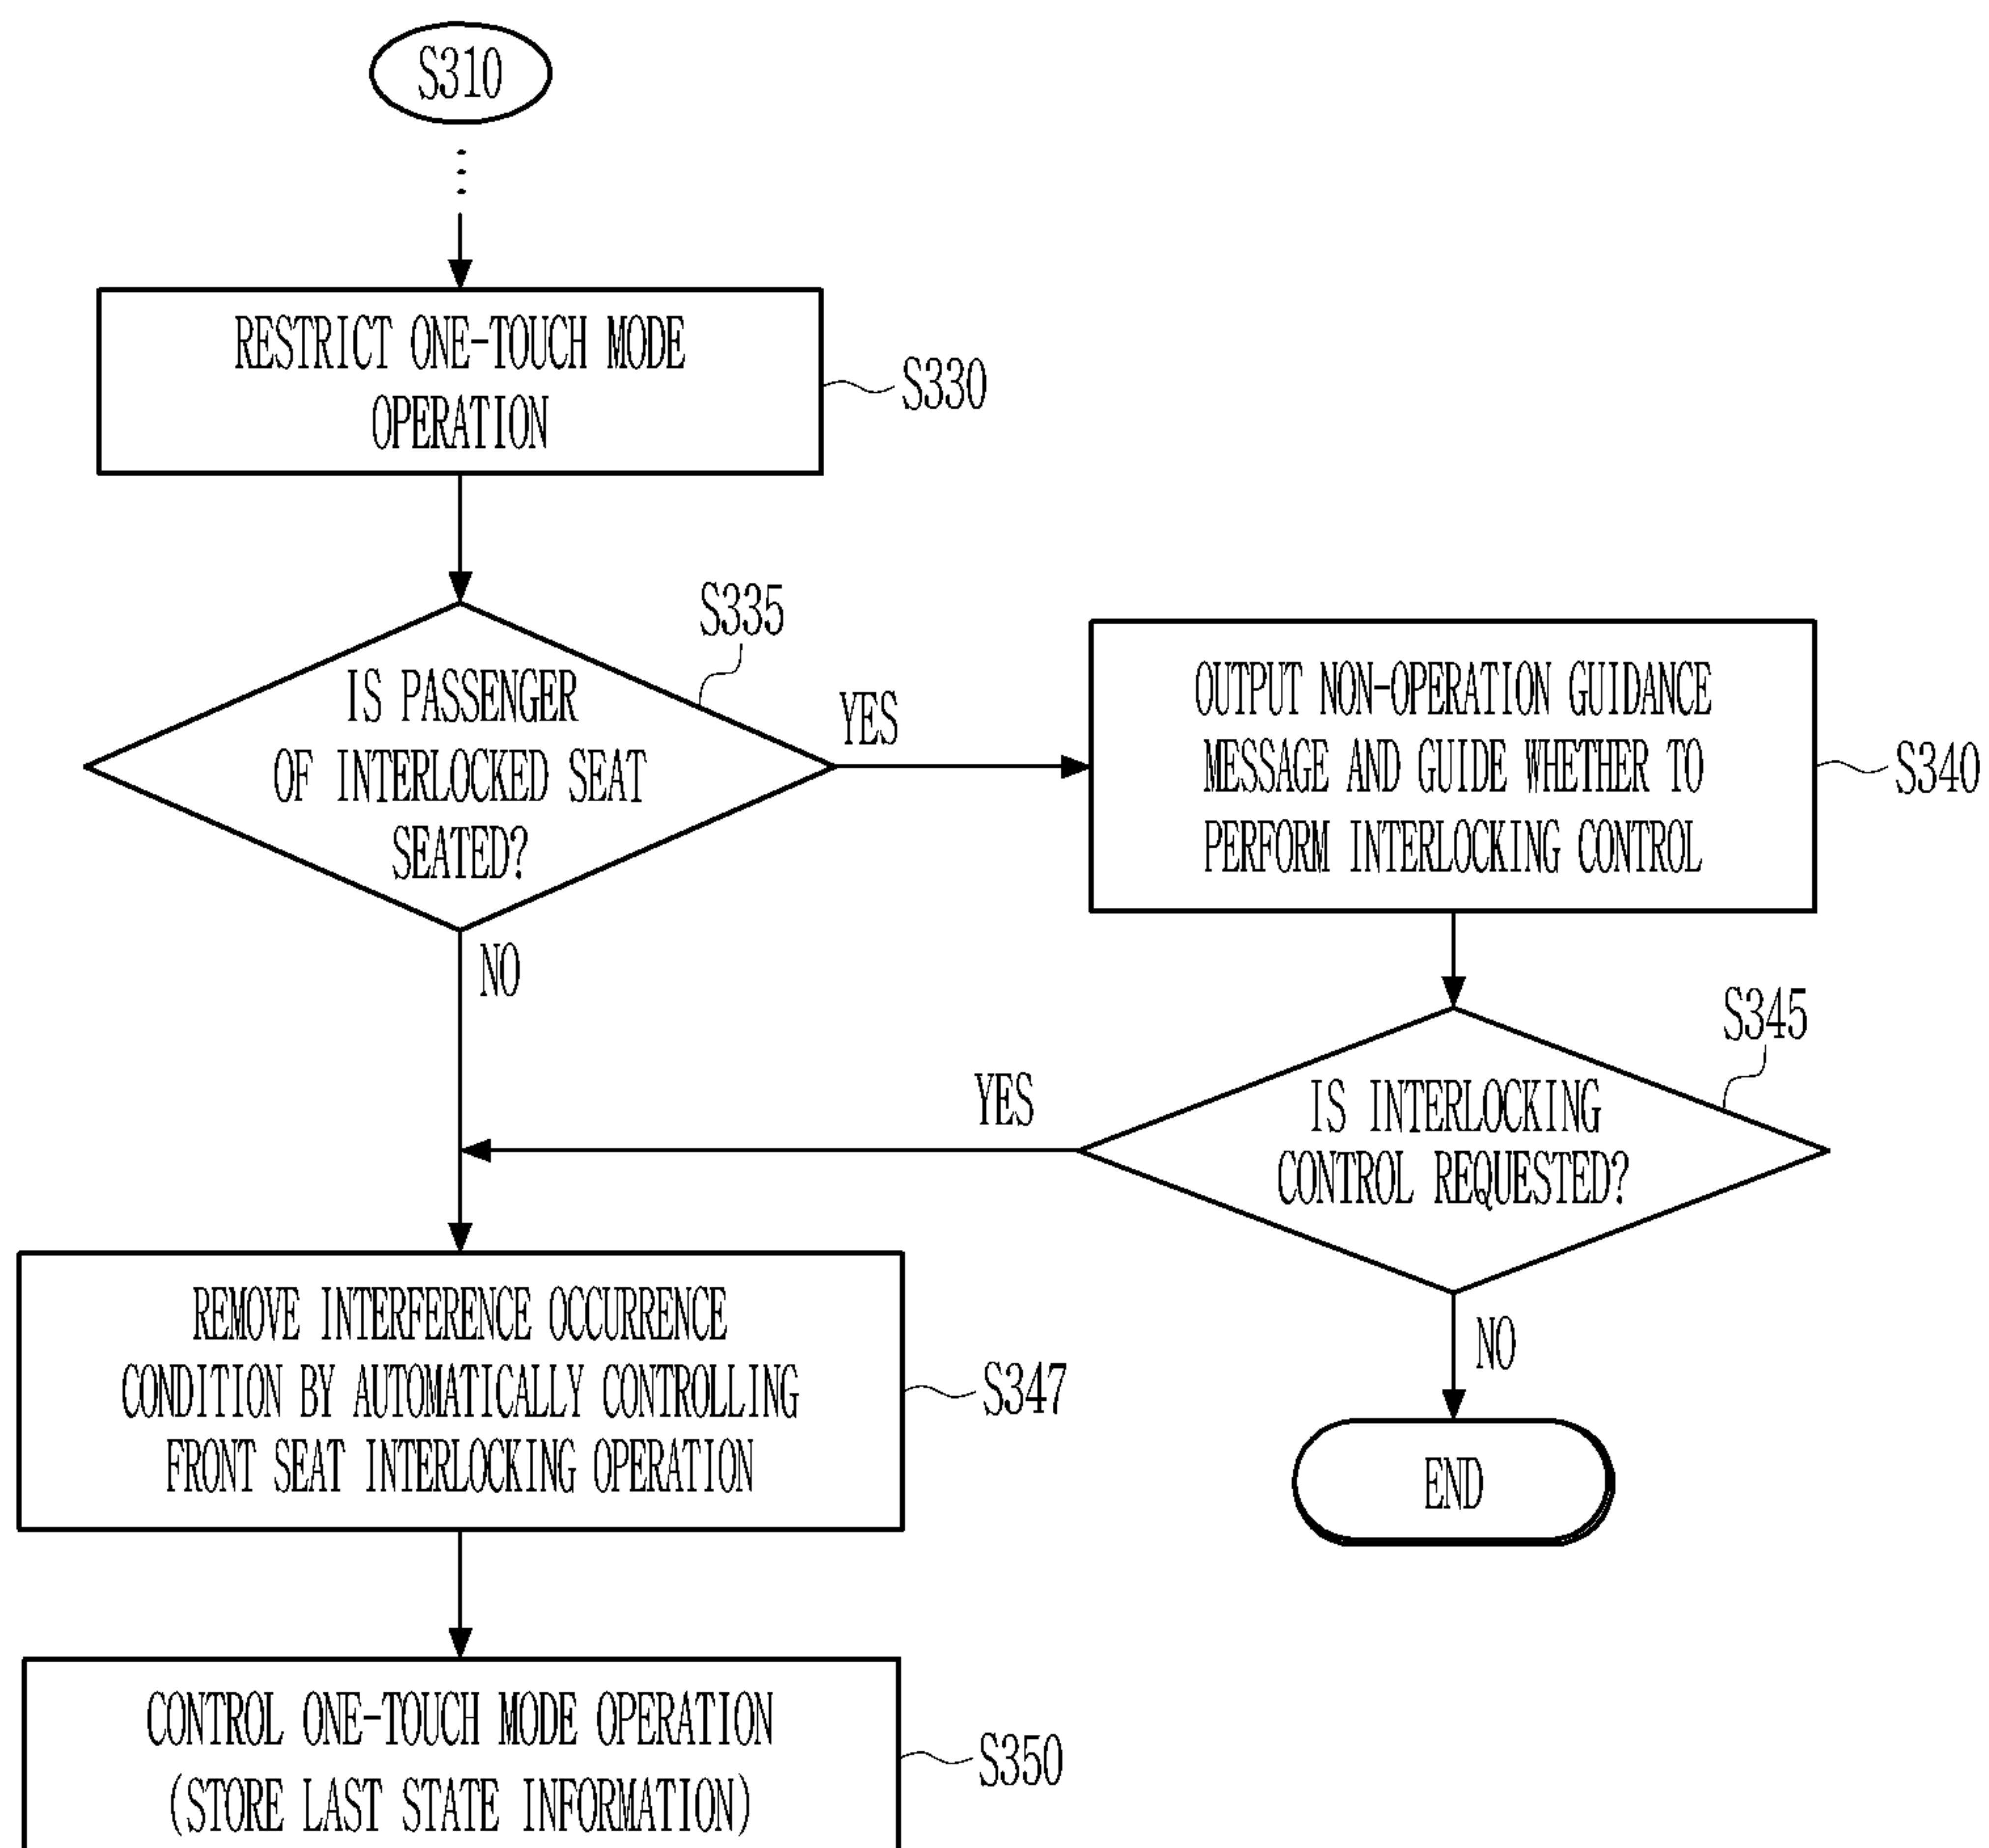 S310
RESTRICT ONE-TOUCH MODE
OPERATION
S330
S335
IS PASSENGER
OF INTERLOCKED SEAT
SEATED?
YES
NO
OUTPUT NON-OPERATION GUIDANCE
MESSAGE AND GUIDE WHETHER TO
PERFORM INTERLOCKING CONTROL
S340
S345
IS INTERLOCKING
CONTROL REQUESTED?
YES
NO
END
REMOVE INTERFERENCE OCCURRENCE
CONDITION BY AUTOMATICALLY CONTROLLING
FRONT SEAT INTERLOCKING OPERATION
S347
CONTROL ONE-TOUCH MODE OPERATION
(STORE LAST STATE INFORMATION)
S350